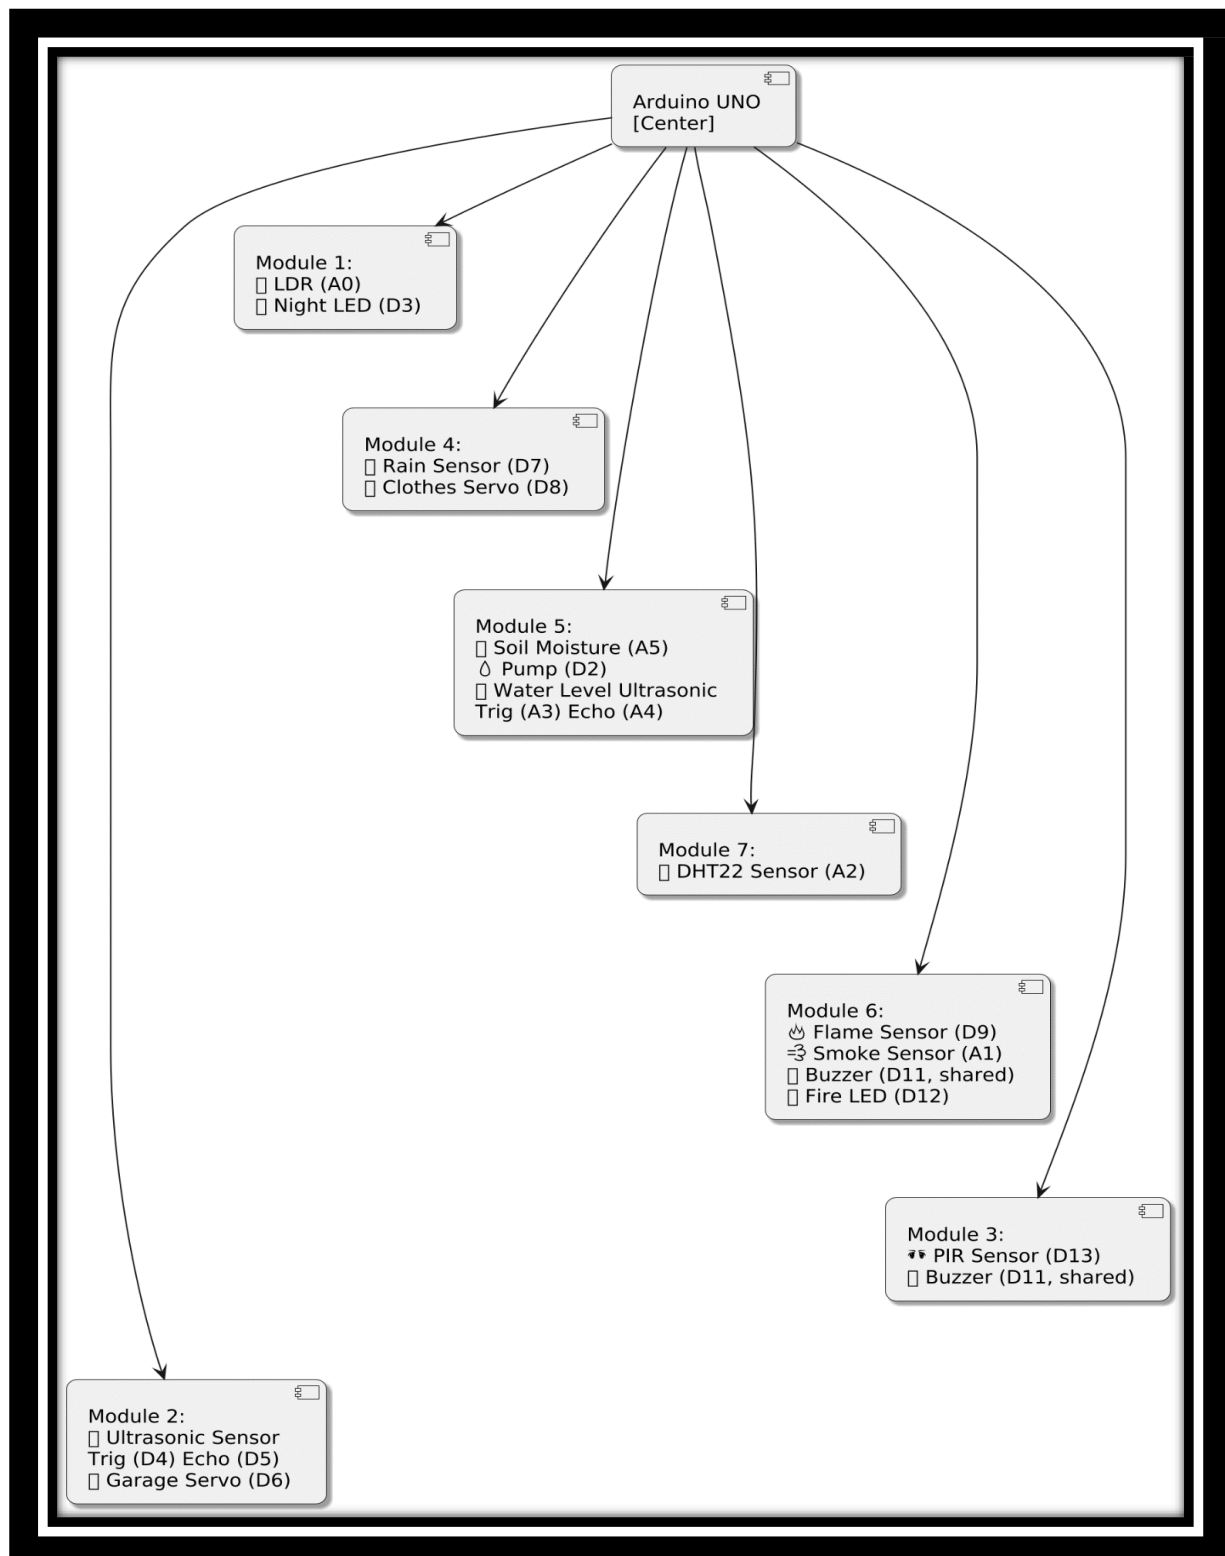 Arduino UNO
[Center]
Module 1:
▯ LDR (A0)
▯ Night LED (D3)
Module 4:
▯ Rain Sensor (D7)
▯ Clothes Servo (D8)
Module 5:
▯ Soil Moisture (A5)
💧 Pump (D2)
▯ Water Level Ultrasonic
Trig (A3) Echo (A4)
Module 7:
▯ DHT22 Sensor (A2)
Module 6:
🔥 Flame Sensor (D9)
💨 Smoke Sensor (A1)
▯ Buzzer (D11, shared)
▯ Fire LED (D12)
Module 3:
👣 PIR Sensor (D13)
▯ Buzzer (D11, shared)
Module 2:
▯ Ultrasonic Sensor
Trig (D4) Echo (D5)
▯ Garage Servo (D6)